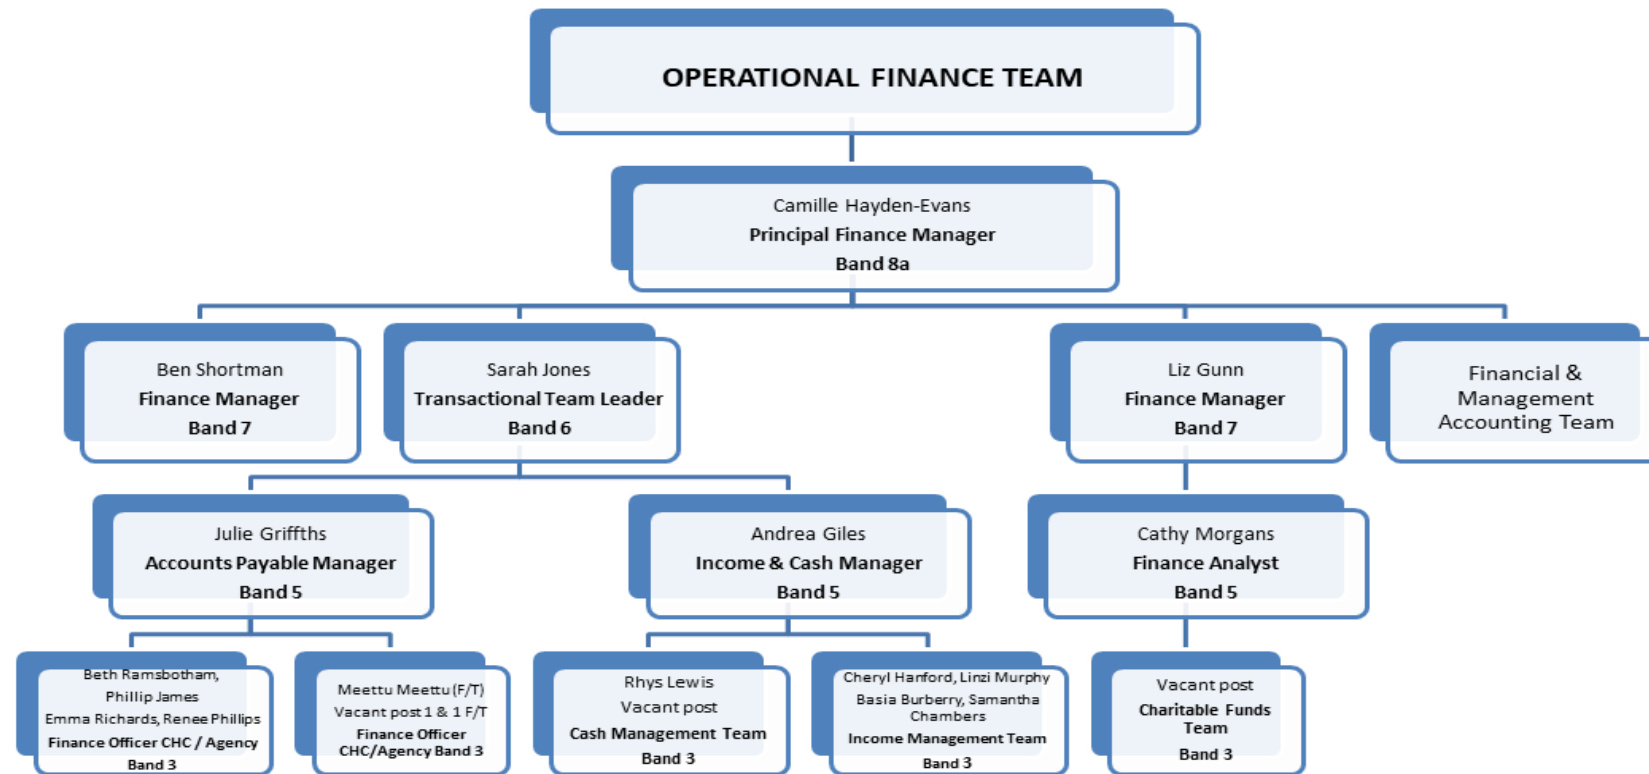 OPERATIONAL FINANCE TEAM
Camille Hayden-Evans
Principal Finance Manager
Band 8a
Ben Shortman
Finance Manager
Band 7
Sarah Jones
Transactional Team Leader
Band 6
Liz Gunn
Finance Manager
Band 7
Financial &
Management
Accounting Team
Julie Griffths
Accounts Payable Manager
Band 5
Andrea Giles
Income & Cash Manager
Band 5
Cathy Morgans
Finance Analyst
Band 5
Beth Ramsbotham,
Phillip James
Emma Richards, Renee Phillips
Finance Officer CHC / Agency
Band 3
Meettu Meettu (F/T)
Vacant post 1 & 1 F/T
Finance Officer
CHC/Agency Band 3
Rhys Lewis
Vacant post
Cash Management Team
Band 3
Cheryl Hanford, Linzi Murphy
Basia Burberry, Samantha
Chambers
Income Management Team
Band 3
Vacant post
Charitable Funds
Team
Band 3